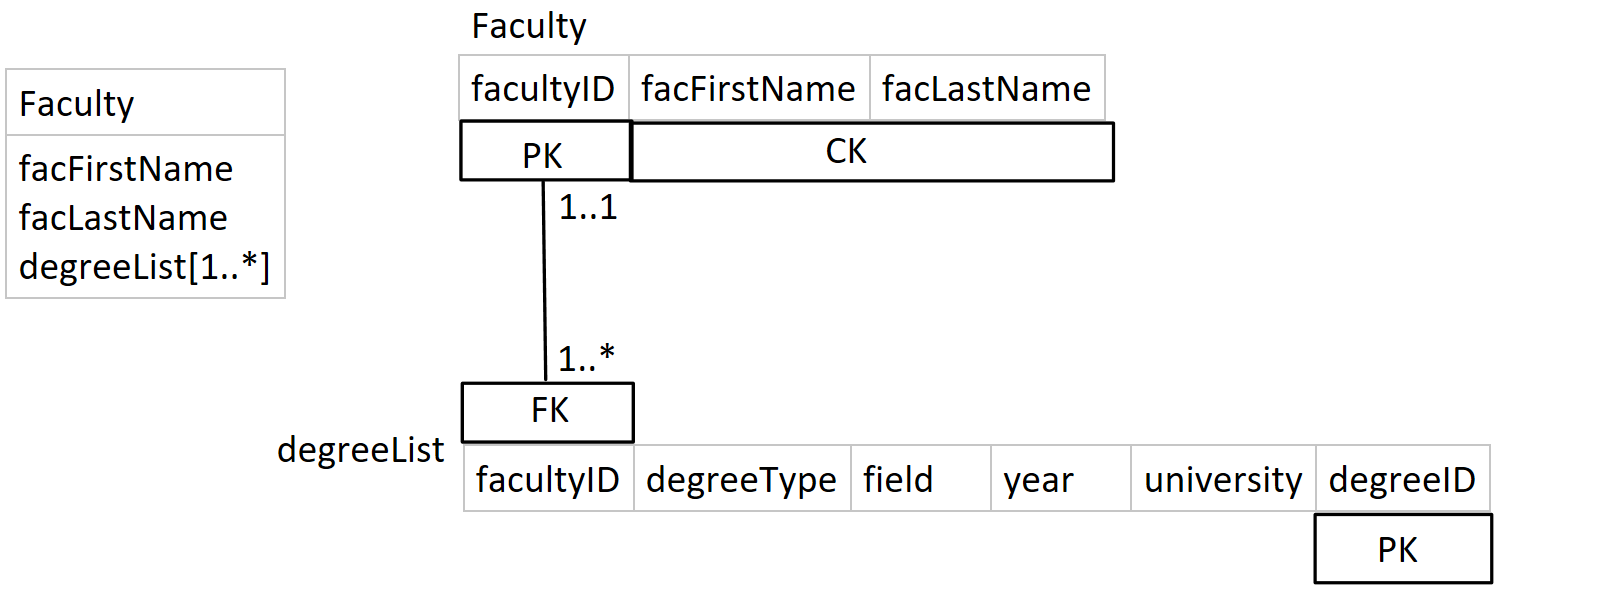 Faculty
facFirstName
facLastName
degreeList[1..*]
Faculty
facultyID facFirstName facLastName
PK CK
1..1
1..*
FK
degreeList
facultyID degreeType field year university degreeID
PK